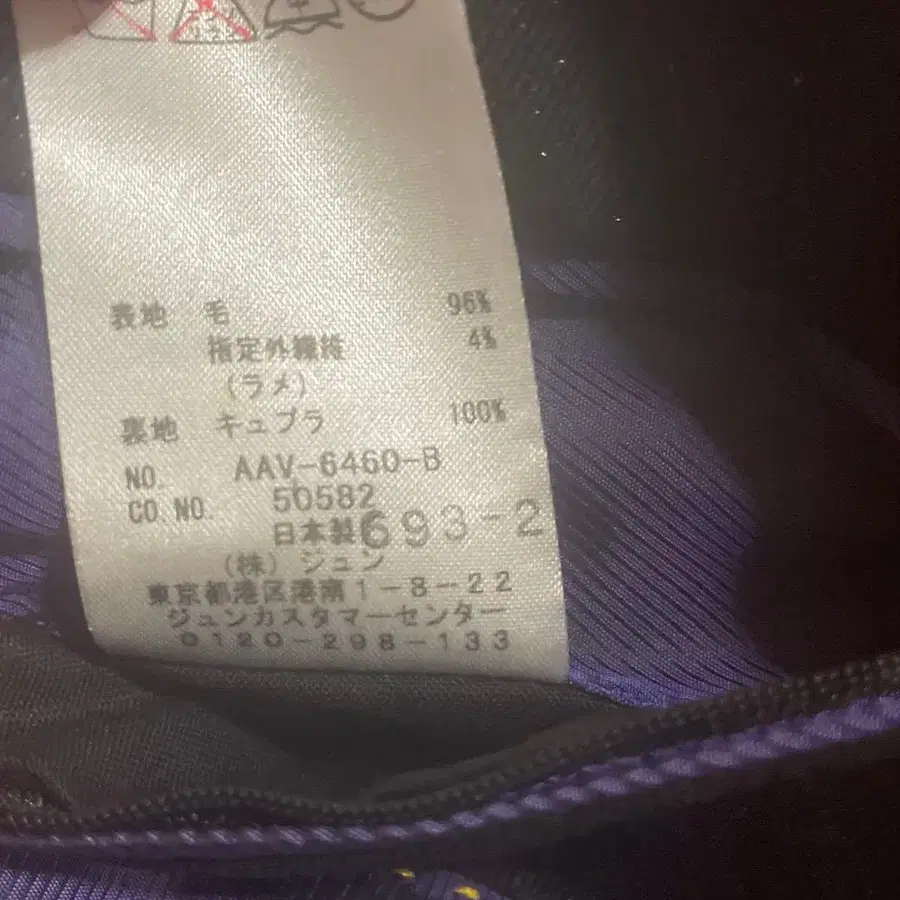 表地 毛 96%
指定外繊維 4%
(ラメ)
裏地 キュプラ 100%
NO. AAV-6460-B
CO.NO. 50582
日本製 693-2
(株) ジュン
東京都港区港南1-8-22
ジュンカスタマーセンター
0120-298-133